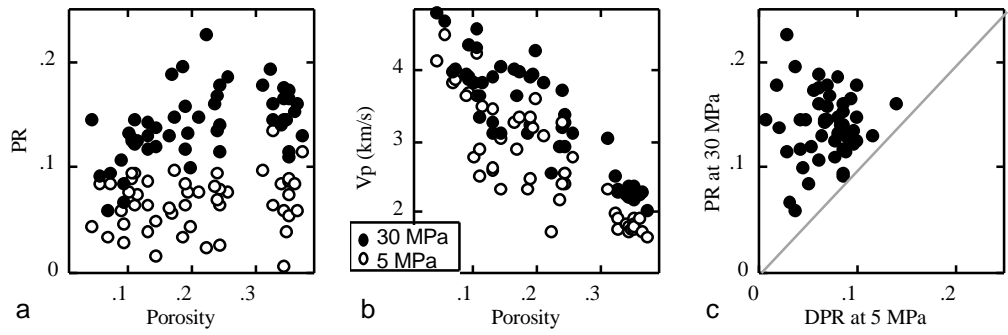 .2
.1
0
PR
.1
.2
.3
Porosity
a
4
3
2
Vp (km/s)
30 MPa
5 MPa
.1
.2
.3
Porosity
b
.2
.1
0
PR at 30 MPa
0
.1
.2
DPR at 5 MPa
c